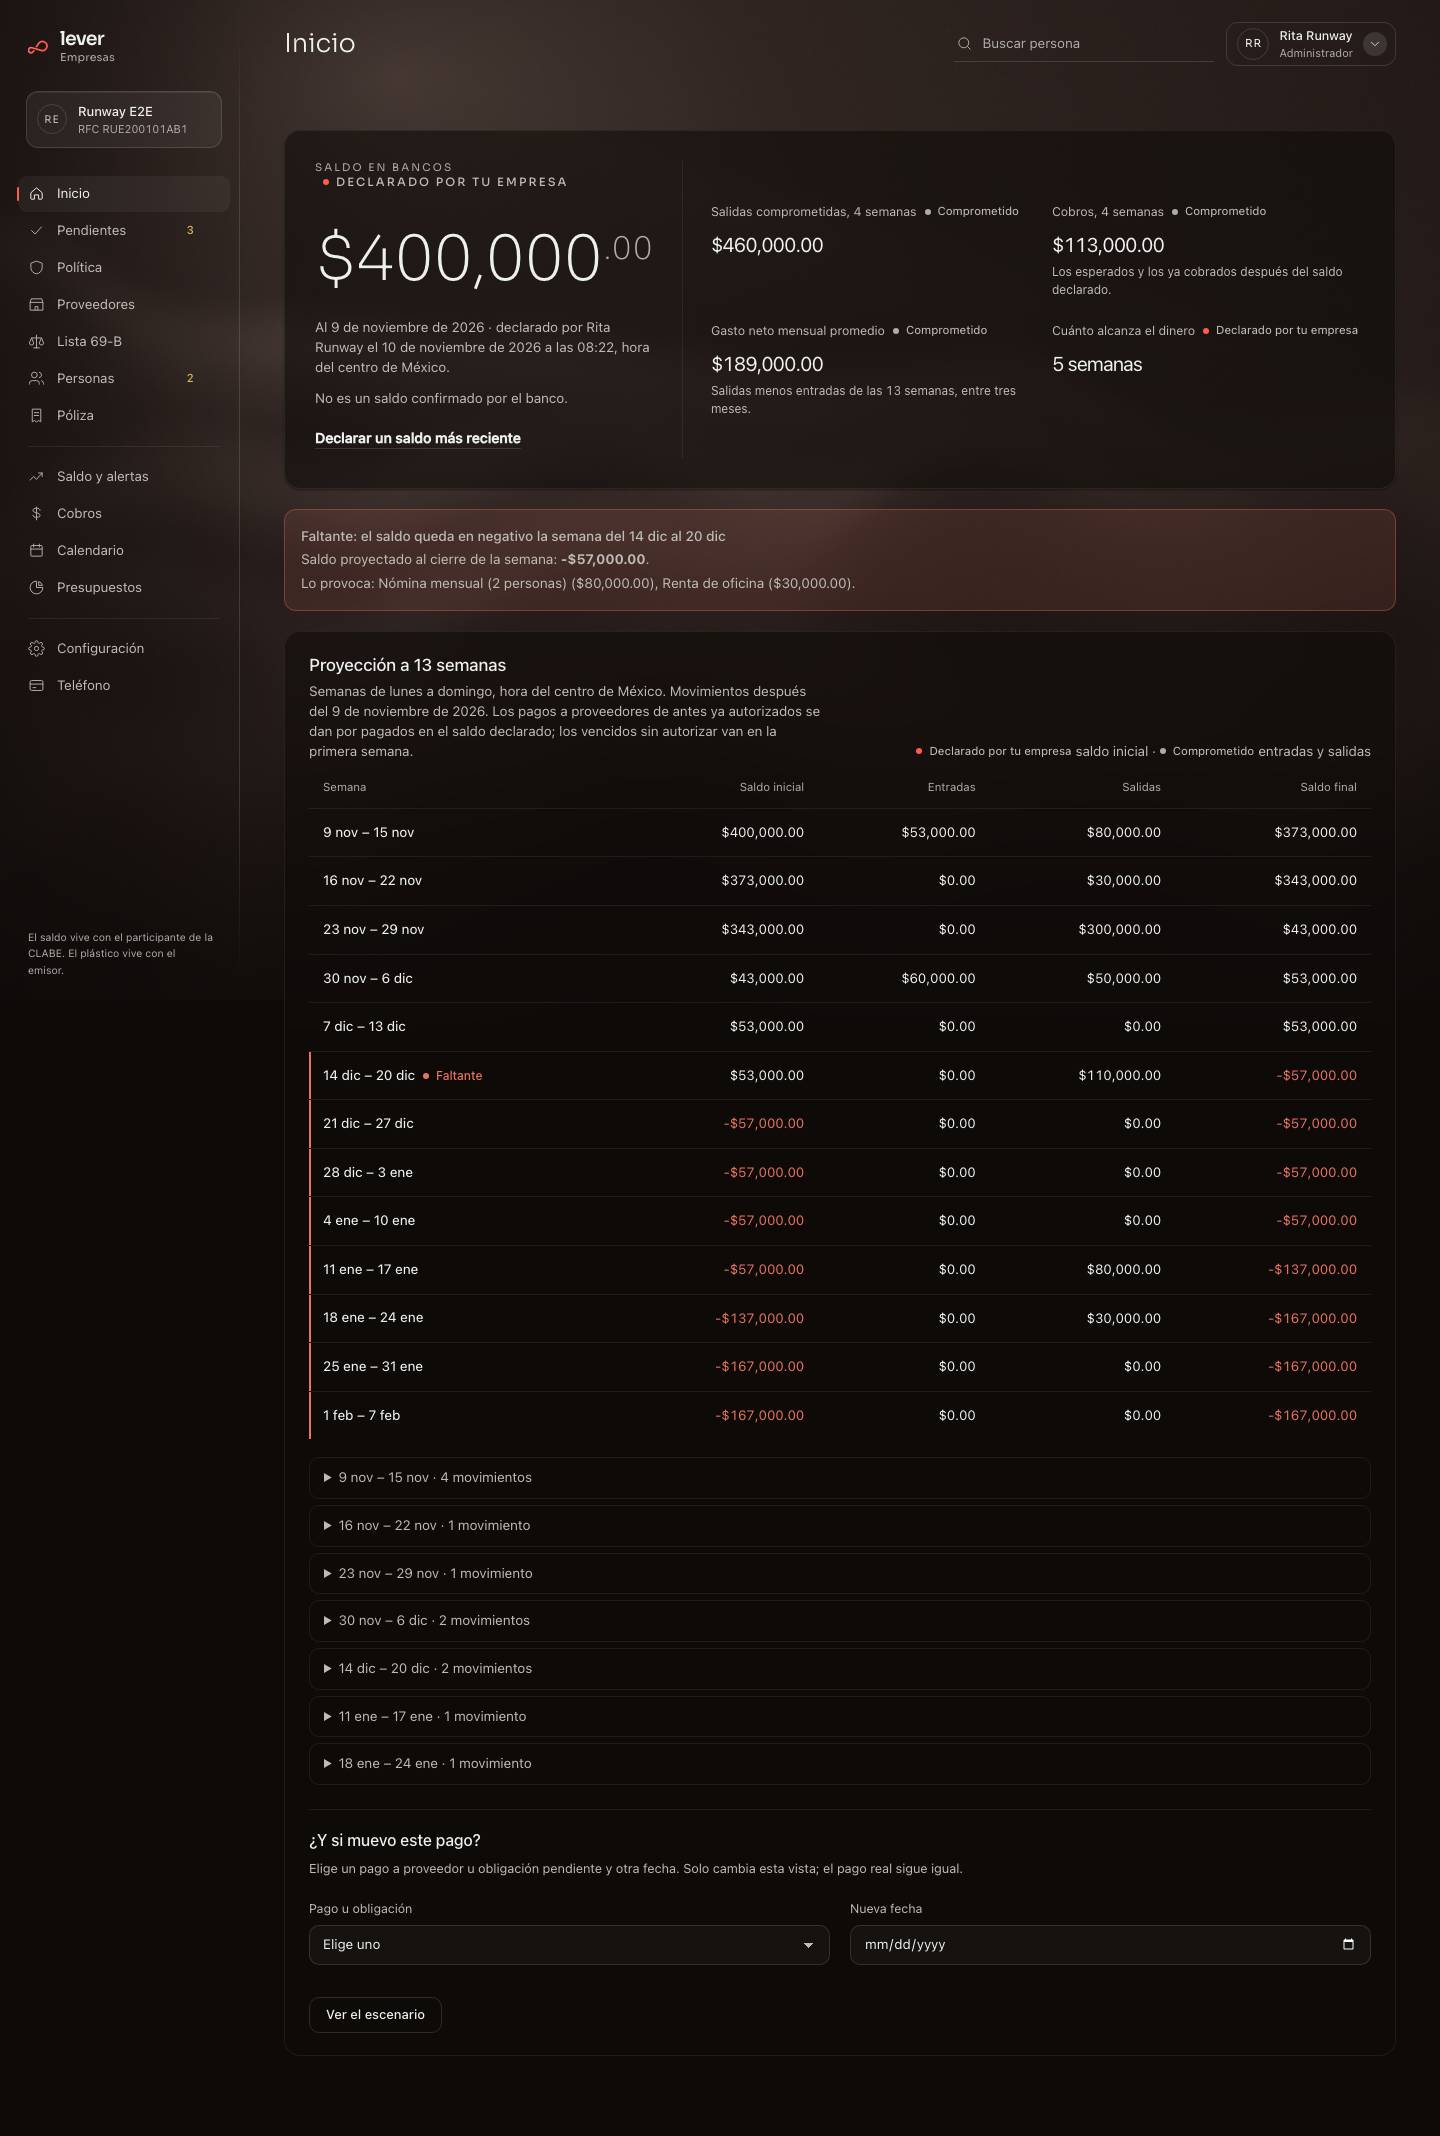 lever
Empresas
RE
Runway E2E
RFC RUE200101AB1
Inicio
Pendientes 3
Política
Proveedores
Lista 69-B
Personas 2
Póliza
Saldo y alertas
Cobros
Calendario
Presupuestos
Configuración
Teléfono
El saldo vive con el participante de la
CLABE. El plástico vive con el
emisor.
Inicio
Buscar persona
RR
Rita Runway
Administrador
SALDO EN BANCOS
DECLARADO POR TU EMPRESA
$400,000.00
Al 9 de noviembre de 2026 · declarado por Rita
Runway el 10 de noviembre de 2026 a las 08:22, hora
del centro de México.
No es un saldo confirmado por el banco.
Declarar un saldo más reciente
Salidas comprometidas, 4 semanas Comprometido
$460,000.00
Cobros, 4 semanas Comprometido
$113,000.00
Los esperados y los ya cobrados después del saldo
declarado.
Gasto neto mensual promedio Comprometido
$189,000.00
Salidas menos entradas de las 13 semanas, entre tres
meses.
Cuánto alcanza el dinero Declarado por tu empresa
5 semanas
Faltante: el saldo queda en negativo la semana del 14 dic al 20 dic
Saldo proyectado al cierre de la semana: -$57,000.00.
Lo provoca: Nómina mensual (2 personas) ($80,000.00), Renta de oficina ($30,000.00).
Proyección a 13 semanas
Semanas de lunes a domingo, hora del centro de México. Movimientos después
del 9 de noviembre de 2026. Los pagos a proveedores de antes ya autorizados se
dan por pagados en el saldo declarado; los vencidos sin autorizar van en la
primera semana.
Declarado por tu empresa saldo inicial · Comprometido entradas y salidas
Semana Saldo inicial Entradas Salidas Saldo final
9 nov – 15 nov $400,000.00 $53,000.00 $80,000.00 $373,000.00
16 nov – 22 nov $373,000.00 $0.00 $30,000.00 $343,000.00
23 nov – 29 nov $343,000.00 $0.00 $300,000.00 $43,000.00
30 nov – 6 dic $43,000.00 $60,000.00 $50,000.00 $53,000.00
7 dic – 13 dic $53,000.00 $0.00 $0.00 $53,000.00
14 dic – 20 dic Faltante $53,000.00 $0.00 $110,000.00 -$57,000.00
21 dic – 27 dic -$57,000.00 $0.00 $0.00 -$57,000.00
28 dic – 3 ene -$57,000.00 $0.00 $0.00 -$57,000.00
4 ene – 10 ene -$57,000.00 $0.00 $0.00 -$57,000.00
11 ene – 17 ene -$57,000.00 $0.00 $80,000.00 -$137,000.00
18 ene – 24 ene -$137,000.00 $0.00 $30,000.00 -$167,000.00
25 ene – 31 ene -$167,000.00 $0.00 $0.00 -$167,000.00
1 feb – 7 feb -$167,000.00 $0.00 $0.00 -$167,000.00
9 nov – 15 nov · 4 movimientos
16 nov – 22 nov · 1 movimiento
23 nov – 29 nov · 1 movimiento
30 nov – 6 dic · 2 movimientos
14 dic – 20 dic · 2 movimientos
11 ene – 17 ene · 1 movimiento
18 ene – 24 ene · 1 movimiento
¿Y si muevo este pago?
Elige un pago a proveedor u obligación pendiente y otra fecha. Solo cambia esta vista; el pago real sigue igual.
Pago u obligación
Elige uno
Nueva fecha
mm/dd/yyyy
Ver el escenario